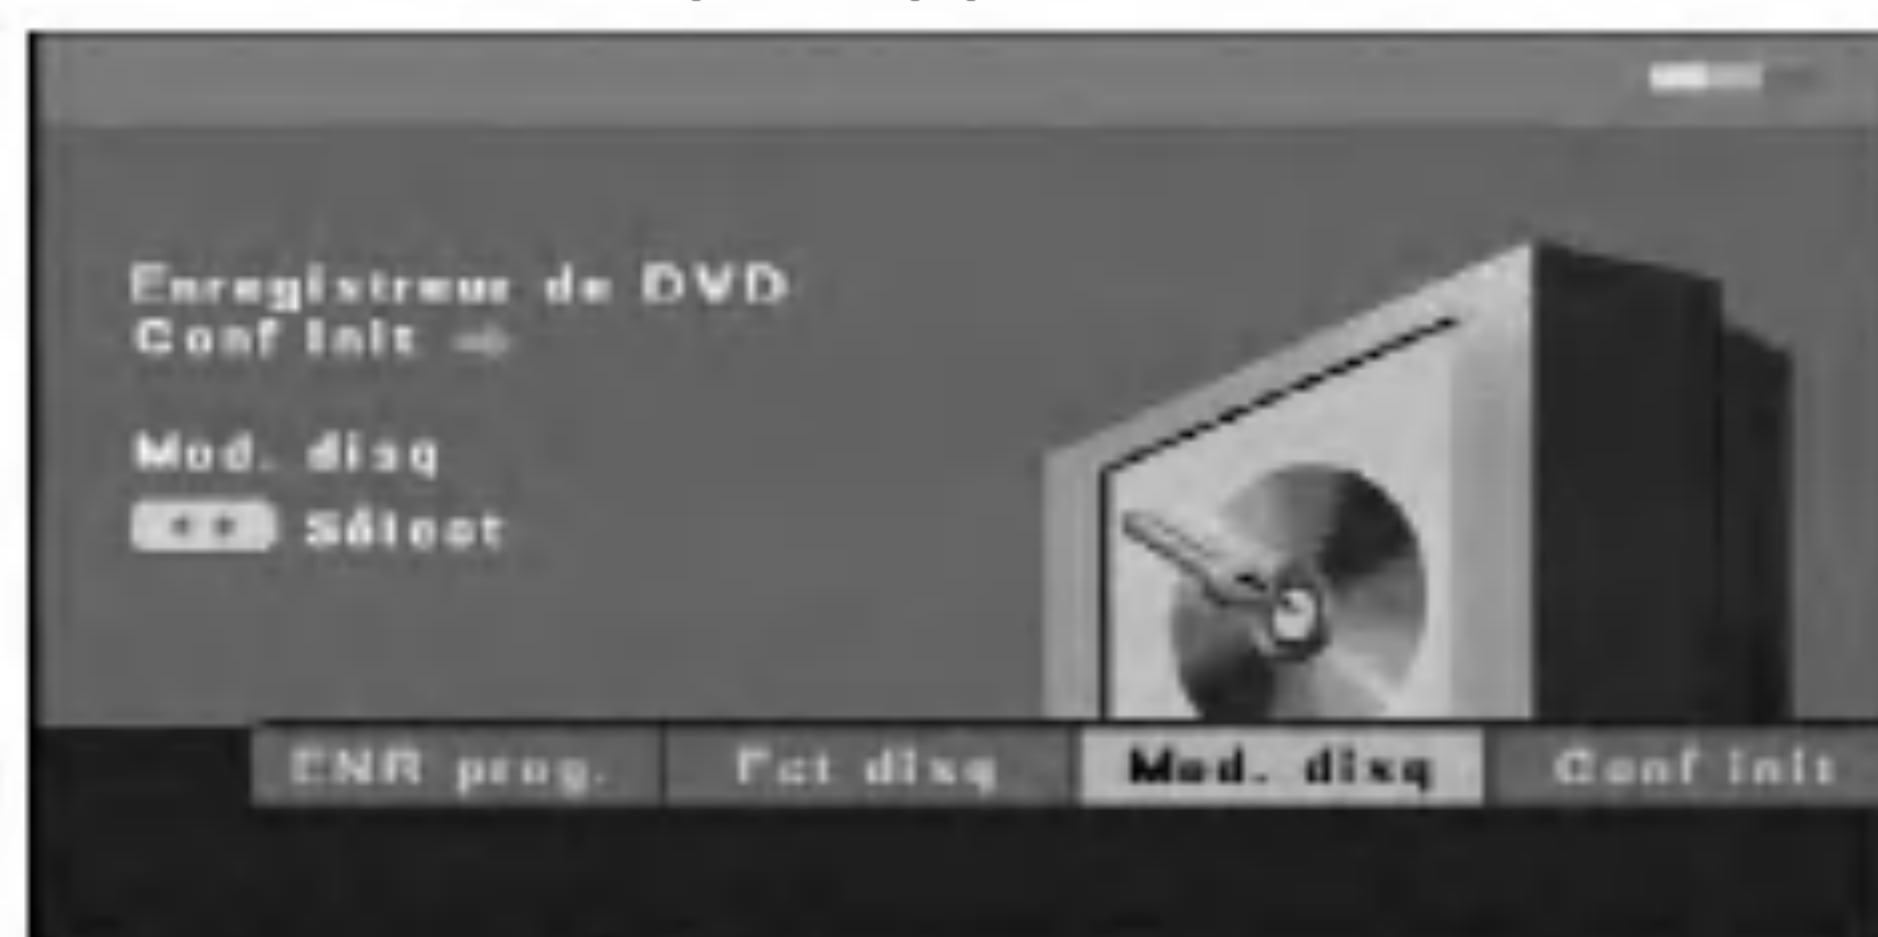 Enregistreur de DVD
Conf Init →
Mod. disq
Sélect
ENR prog.
Fct disq
Mod. disq
Conf init